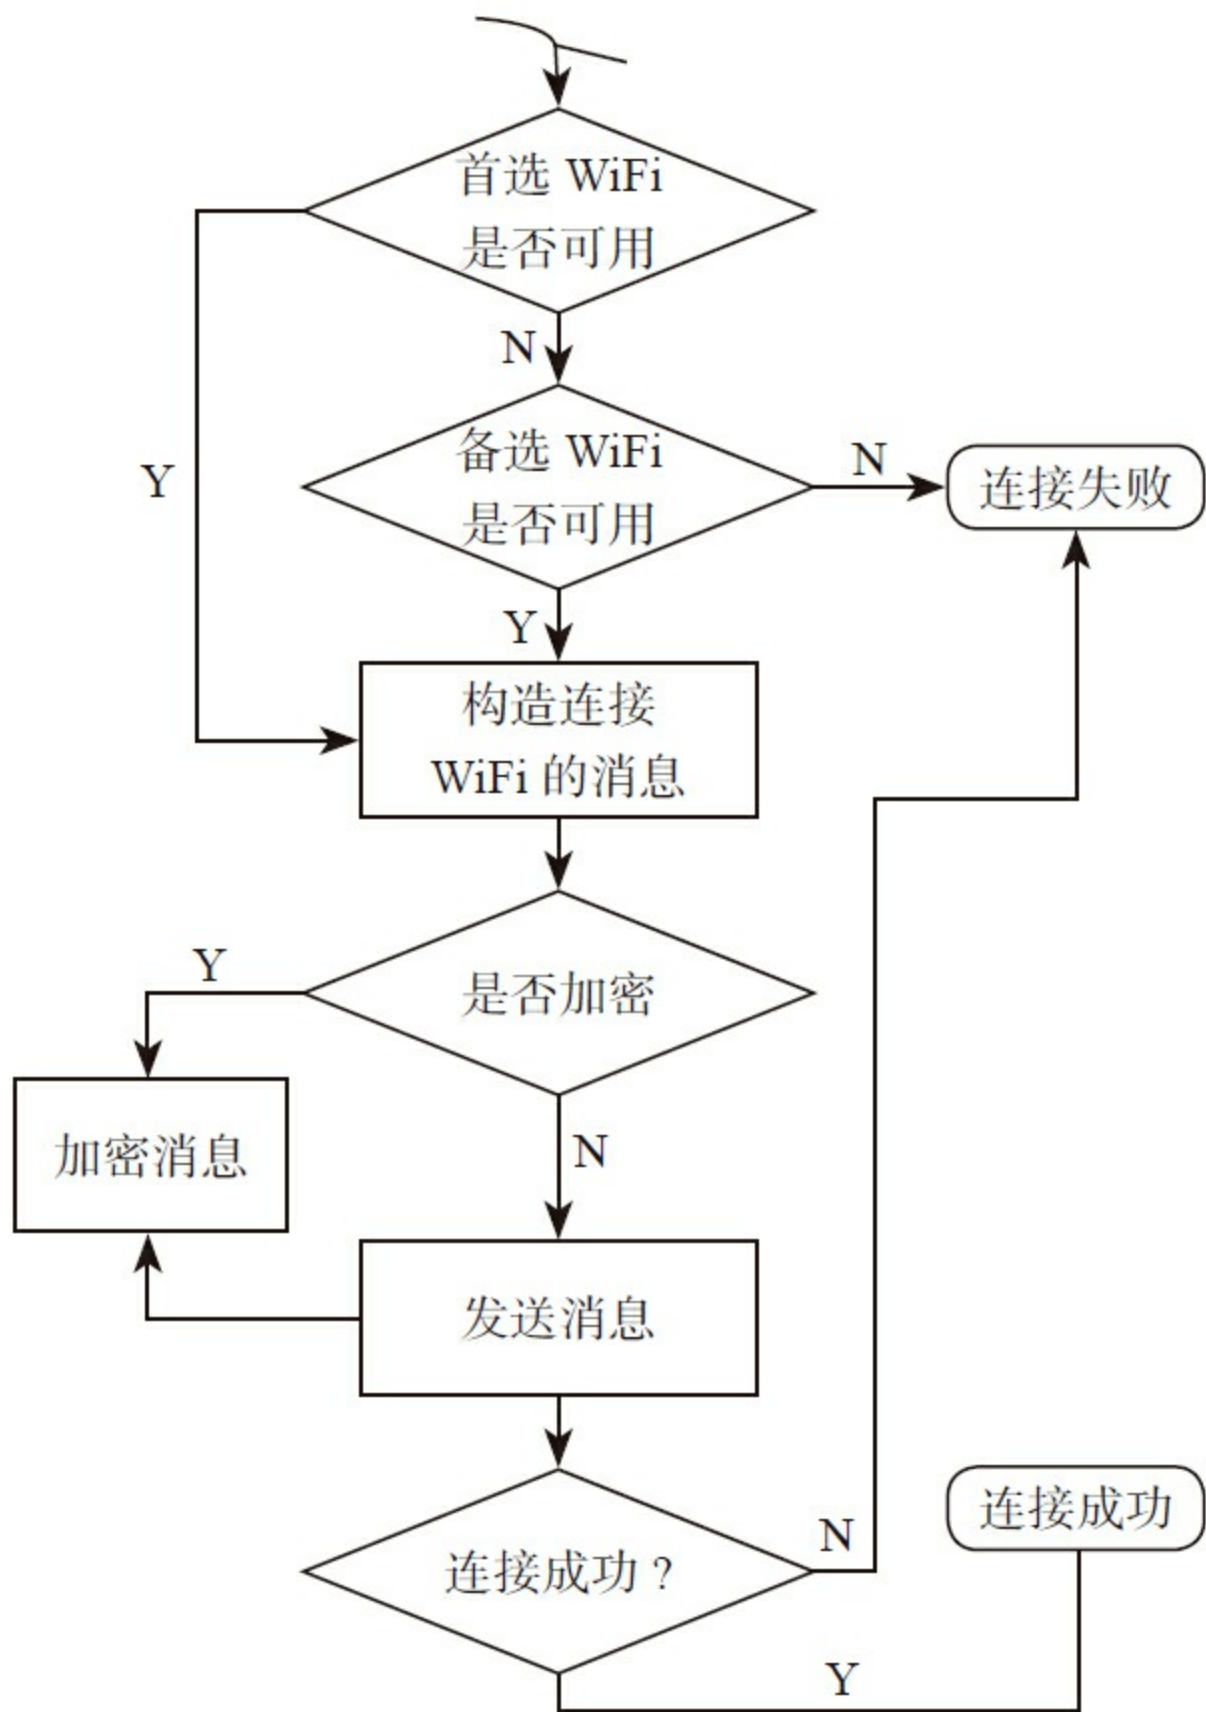 首选 WiFi
是否可用
N
Y
备选 WiFi
是否可用
N
连接失败
Y
构造连接
WiFi 的消息
Y
是否加密
加密消息
N
发送消息
连接成功?
N
连接成功
Y